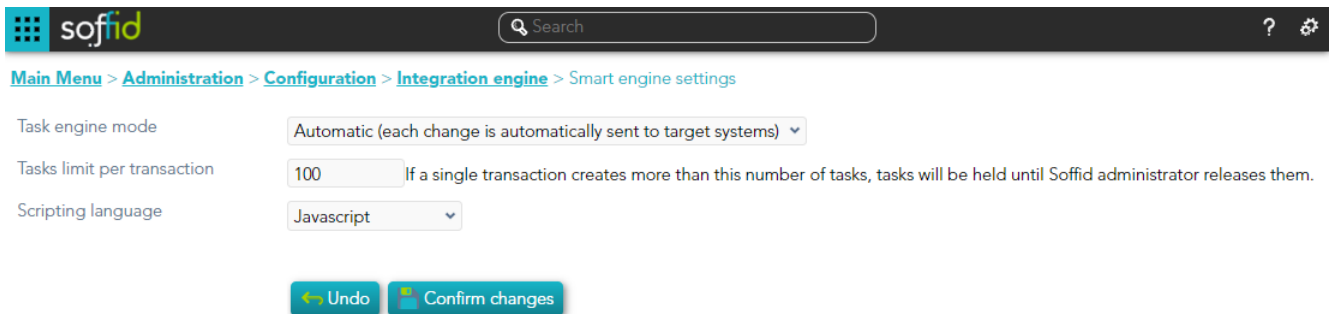 soffid
Search
?
Main Menu > Administration > Configuration > Integration engine > Smart engine settings
Task engine mode
Automatic (each change is automatically sent to target systems)
Tasks limit per transaction
100 If a single transaction creates more than this number of tasks, tasks will be held until Soffid administrator releases them.
Scripting language
Javascript
Undo Confirm changes